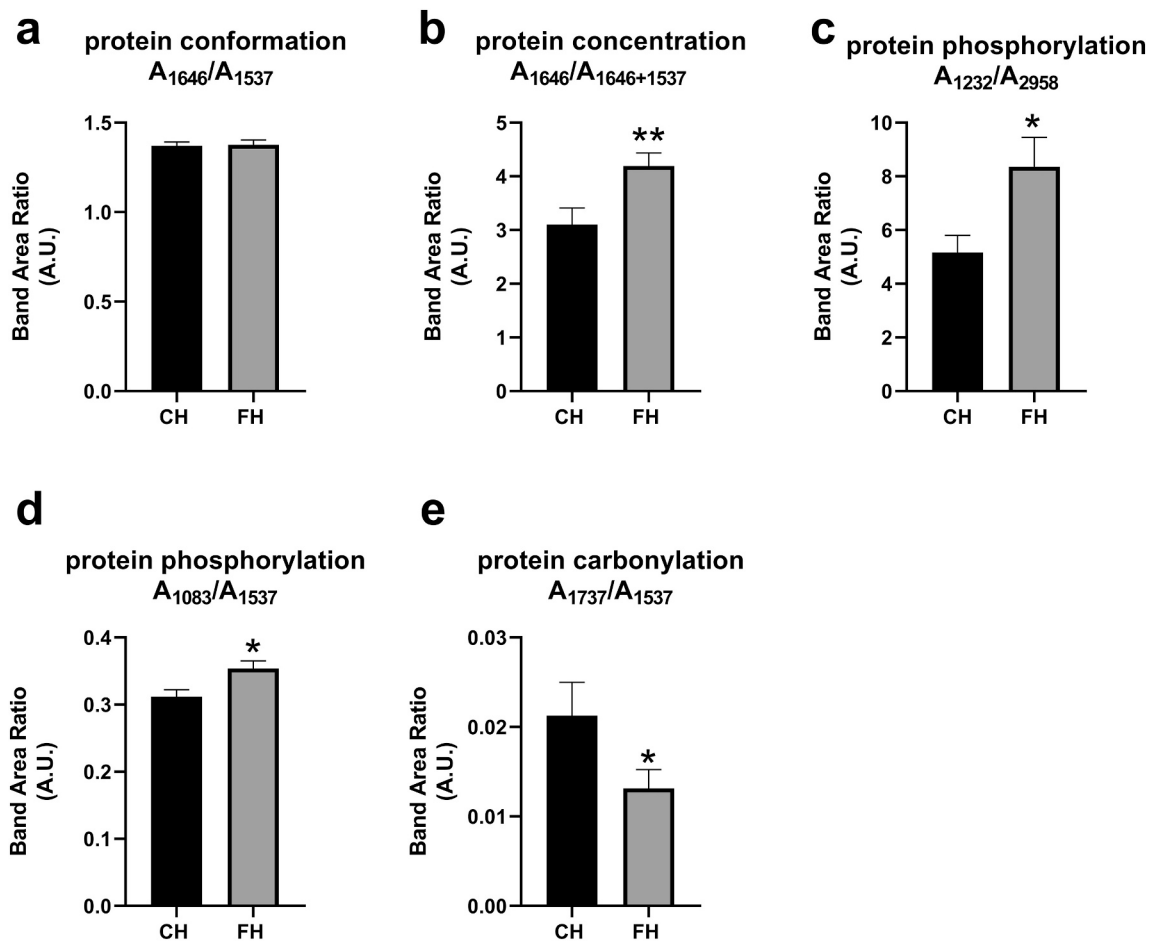 a
protein conformation
A1646/A1537
Band Area Ratio
(A.U.)
1.5
1.0
0.5
0.0
CH FH
b
protein concentration
A1646/A1646+1537
Band Area Ratio
(A.U.)
5
4
3
2
1
0
**
CH FH
c
protein phosphorylation
A1232/A2958
Band Area Ratio
(A.U.)
10
8
6
4
2
0
*
CH FH
d
protein phosphorylation
A1083/A1537
Band Area Ratio
(A.U.)
0.4
0.3
0.2
0.1
0.0
*
CH FH
e
protein carbonylation
A1737/A1537
Band Area Ratio
(A.U.)
0.03
0.02
0.01
0.00
*
CH FH